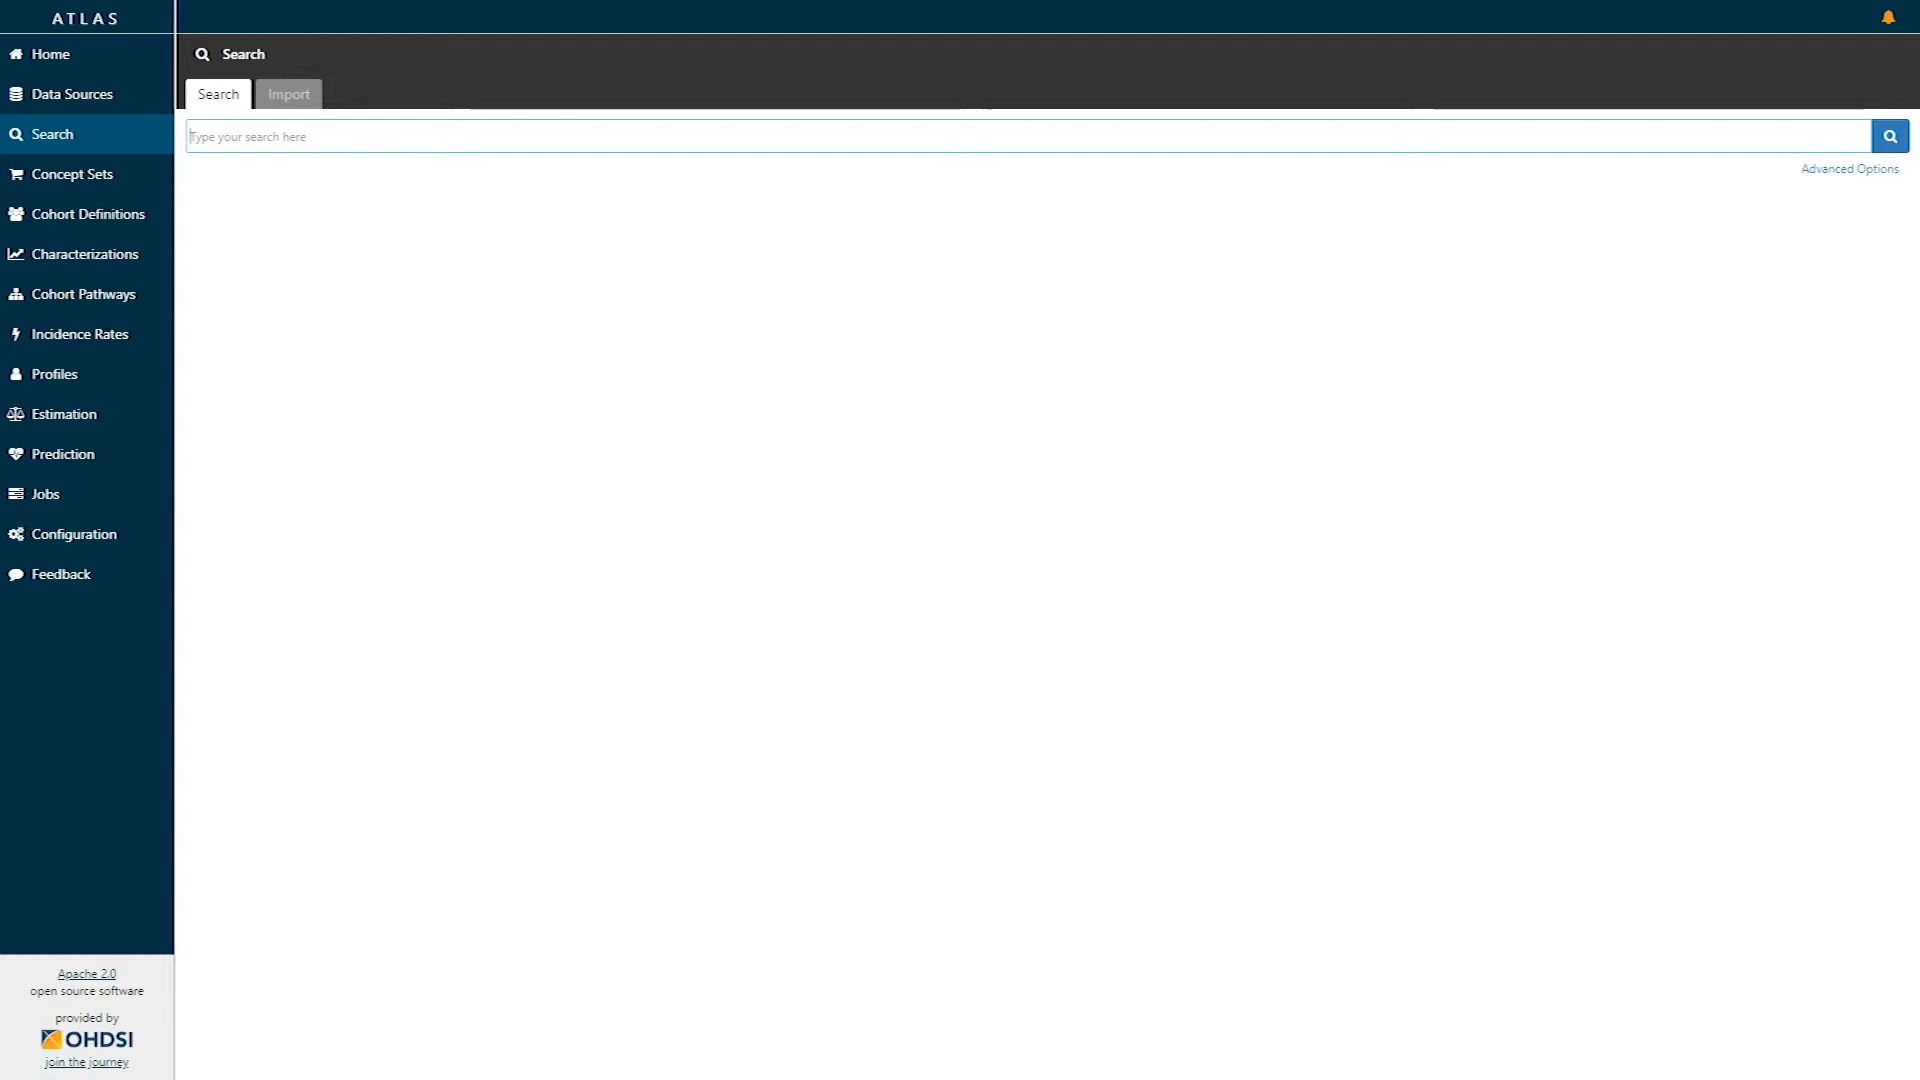 ATLAS
Home
Data Sources
Search
Concept Sets
Cohort Definitions
Characterizations
Cohort Pathways
Incidence Rates
Profiles
Estimation
Prediction
Jobs
Configuration
Feedback
Apache 2.0
open source software
provided by
OHDSI
join the journey
Search
Search Import
Type your search here
Advanced Options